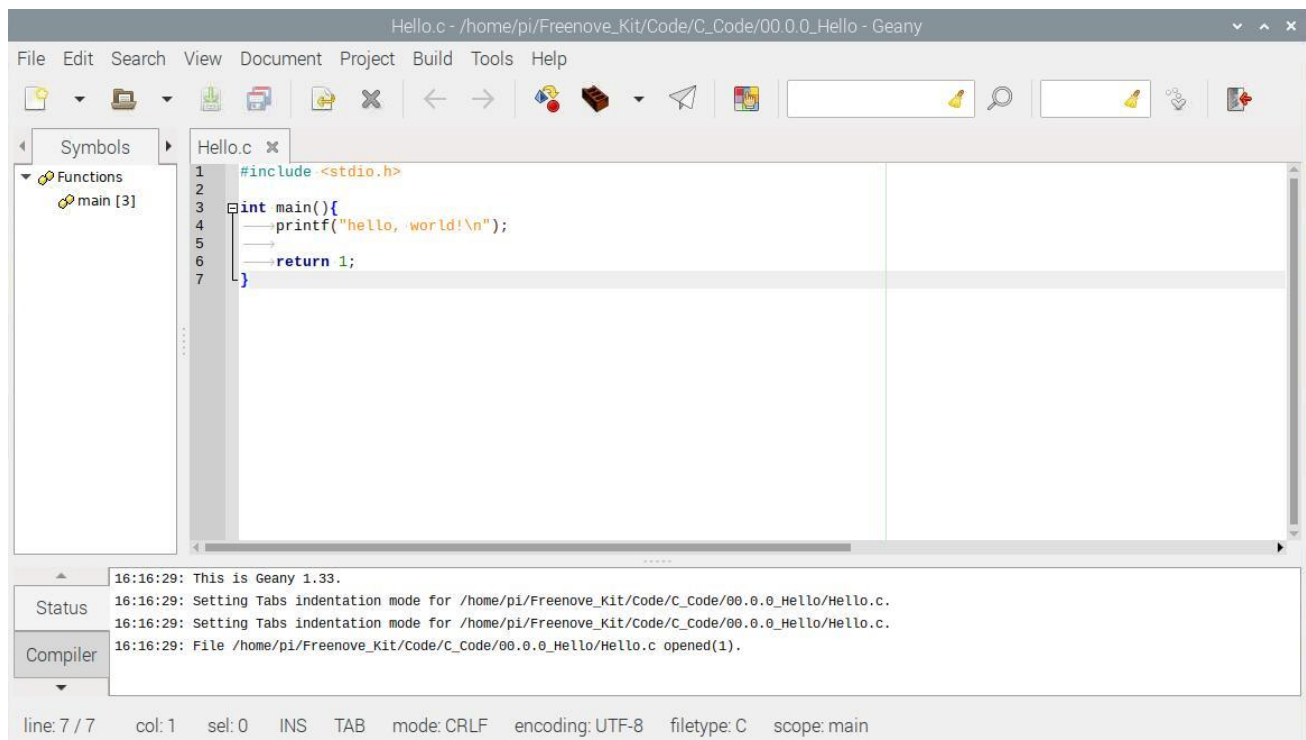 Hello.c - /home/pi/Freenove_Kit/Code/C_Code/00.0.0_Hello - Geany
File Edit Search View Document Project Build Tools Help
Symbols
Hello.c
Functions
main [3]
1 #include <stdio.h>
2
3 int main(){
4 printf("hello, world!\n");
5
6 return 1;
7 }
Status
Compiler
16:16:29: This is Geany 1.33.
16:16:29: Setting Tabs indentation mode for /home/pi/Freenove_Kit/Code/C_Code/00.0.0_Hello/Hello.c.
16:16:29: Setting Tabs indentation mode for /home/pi/Freenove_Kit/Code/C_Code/00.0.0_Hello/Hello.c.
16:16:29: File /home/pi/Freenove_Kit/Code/C_Code/00.0.0_Hello/Hello.c opened(1).
line: 7 / 7 col: 1 sel: 0 INS TAB mode: CRLF encoding: UTF-8 filetype: C scope: main